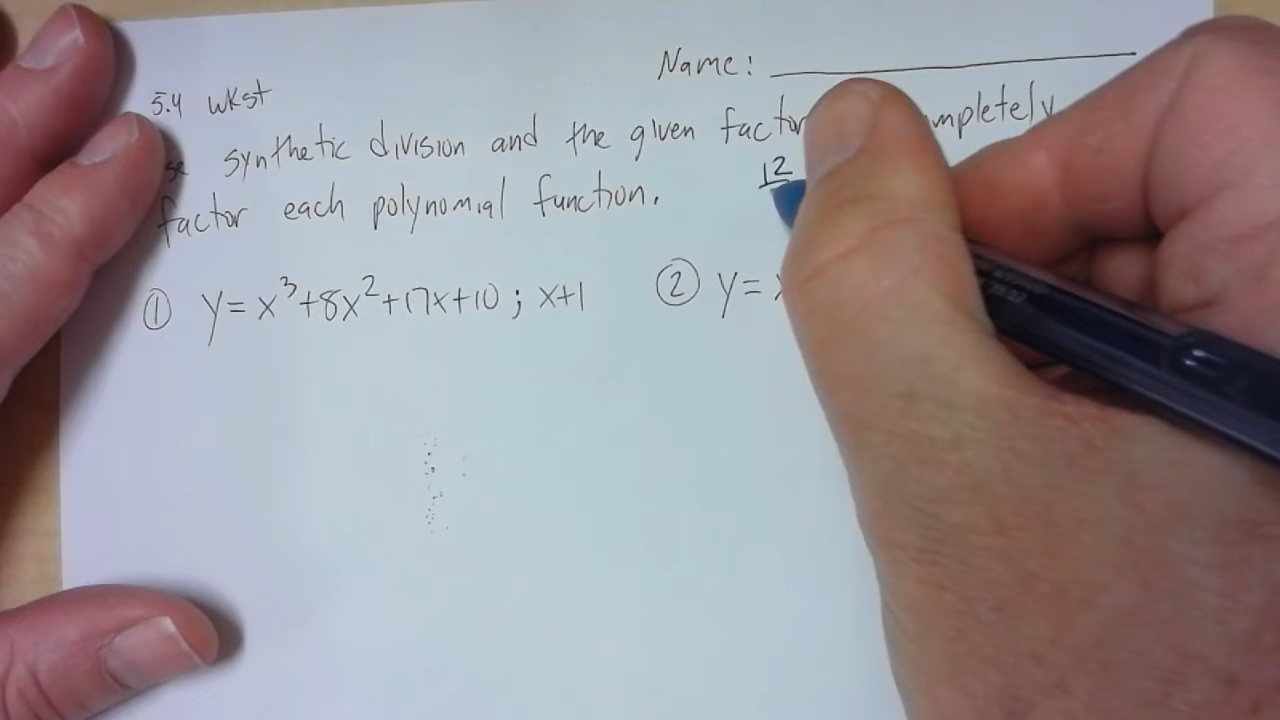 Name:
5.4 wkst
synthetic division and the given factor
factor each polynomial function.
12
① y=x³+8x²+17x+10 ; x+1
② y=